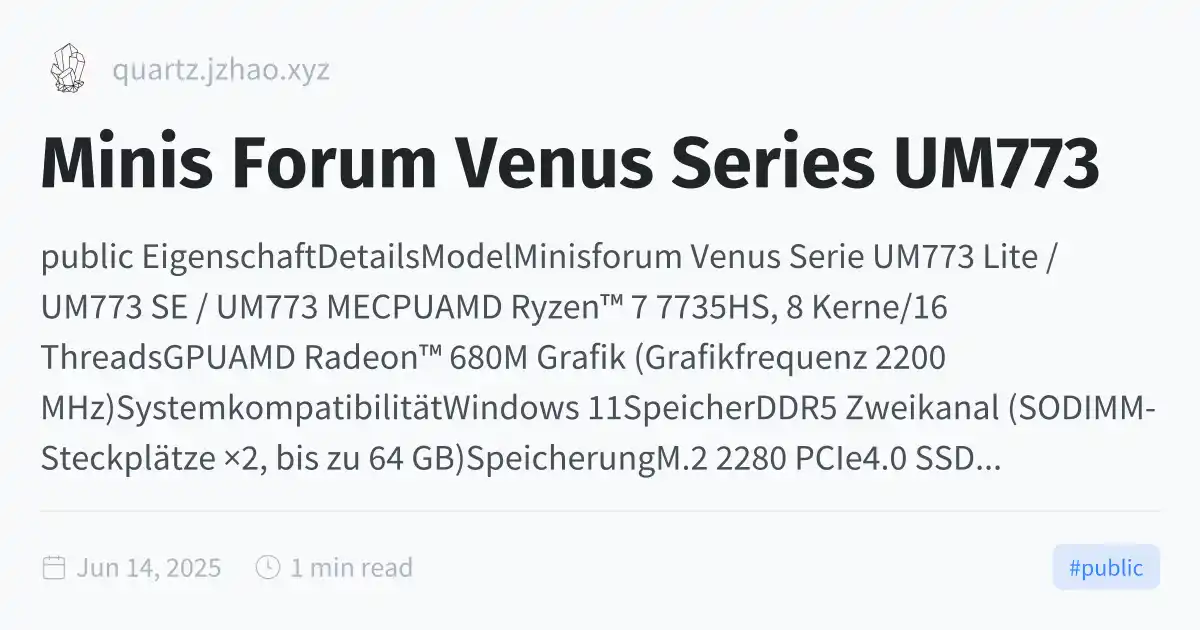 quartz.jzhao.xyz
Minis Forum Venus Series UM773
public EigenschaftDetailsModelMinisforum Venus Serie UM773 Lite /
UM773 SE / UM773 MECPUAMD Ryzen™ 7 7735HS, 8 Kerne/16
ThreadsGPUAMD Radeon™ 680M Grafik (Grafikfrequenz 2200
MHz)SystemkompatibilitätWindows 11SpeicherDDR5 Zweikanal (SODIMM-
Steckplätze ×2, bis zu 64 GB)SpeicherungM.2 2280 PCIe4.0 SSD...
Jun 14, 2025 1 min read #public